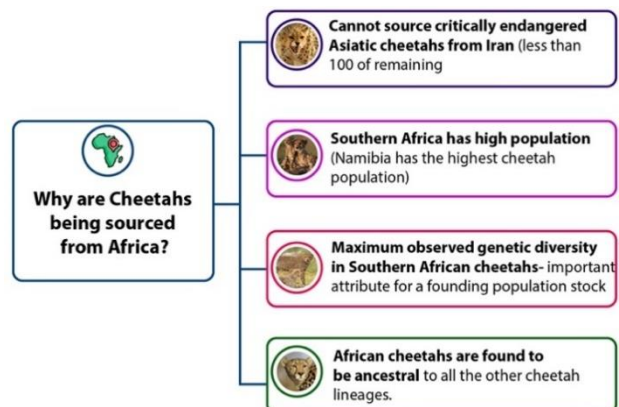 Why are Cheetahs
being sourced
from Africa?
Cannot source critically endangered
Asiatic cheetahs from Iran (less than
100 of remaining
Southern Africa has high population
(Namibia has the highest cheetah
population)
Maximum observed genetic diversity
in Southern African cheetahs- important
attribute for a founding population stock
African cheetahs are found to
be ancestral to all the other cheetah
lineages.